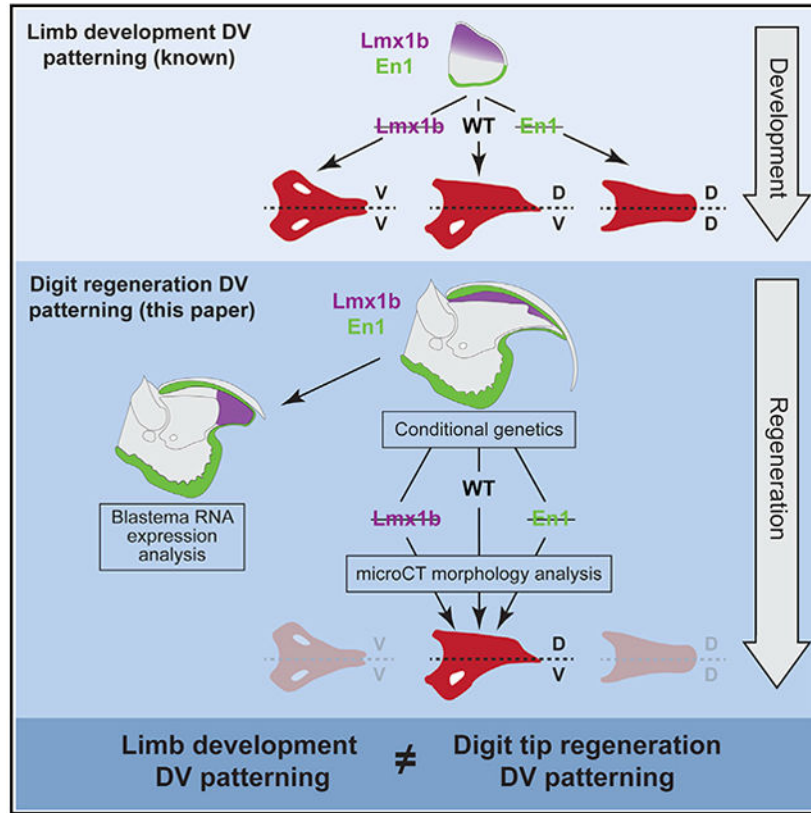 Limb development DV
patterning (known)
Lmx1b
En1
Lmx1b WT En1
V D D
V V D
Development
Digit regeneration DV
patterning (this paper)
Lmx1b
En1
Conditional genetics
WT
Lmx1b En1
Blastema RNA
expression
analysis
microCT morphology analysis
V D D
V V D
Regeneration
Limb development ≠ Digit tip regeneration
DV patterning DV patterning